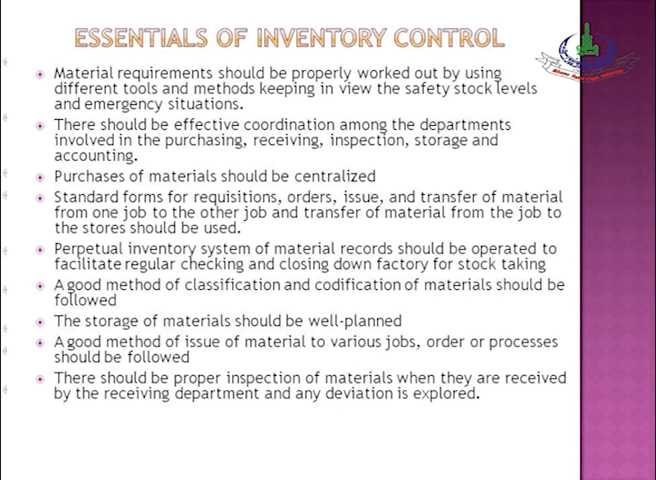 ESSENTIALS OF INVENTORY CONTROL
Material requirements should be properly worked out by using
different tools and methods keeping in view the safety stock levels
and emergency situations.
There should be effective coordination among the departments
involved in the purchasing, receiving, inspection, storage and
accounting.
Purchases of materials should be centralized
Standard forms for requisitions, orders, issue, and transfer of material
from one job to the other job and transfer of material from the job to
the stores should be used.
Perpetual inventory system of material records should be operated to
facilitate regular checking and closing down factory for stock taking
A good method of classification and codification of materials should be
followed
The storage of materials should be well-planned
A good method of issue of material to various jobs, order or processes
should be followed
There should be proper inspection of materials when they are received
by the receiving department and any deviation is explored.